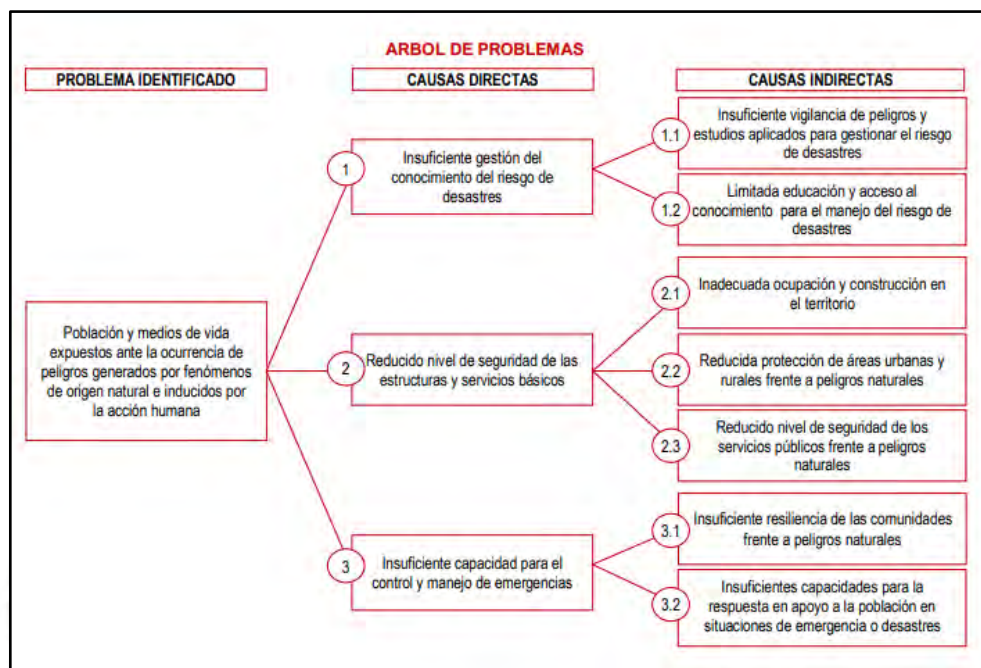 ARBOL DE PROBLEMAS
PROBLEMA IDENTIFICADO
CAUSAS DIRECTAS
CAUSAS INDIRECTAS
Población y medios de vida
expuestos ante la ocurrencia de
peligros generados por fenómenos
de origen natural e inducidos por
la acción humana
1
Insuficiente gestión del
conocimiento del riesgo de
desastres
1.1
Insuficiente vigilancia de peligros y
estudios aplicados para gestionar el riesgo
de desastres
1.2
Limitada educación y acceso al
conocimiento para el manejo del riesgo de
desastres
2
Reducido nivel de seguridad de las
estructuras y servicios básicos
2.1
Inadecuada ocupación y construcción en
el territorio
2.2
Reducida protección de áreas urbanas y
rurales frente a peligros naturales
2.3
Reducido nivel de seguridad de los
servicios públicos frente a peligros
naturales
3
Insuficiente capacidad para el
control y manejo de emergencias
3.1
Insuficiente resiliencia de las comunidades
frente a peligros naturales
3.2
Insuficientes capacidades para la
respuesta en apoyo a la población en
situaciones de emergencia o desastres